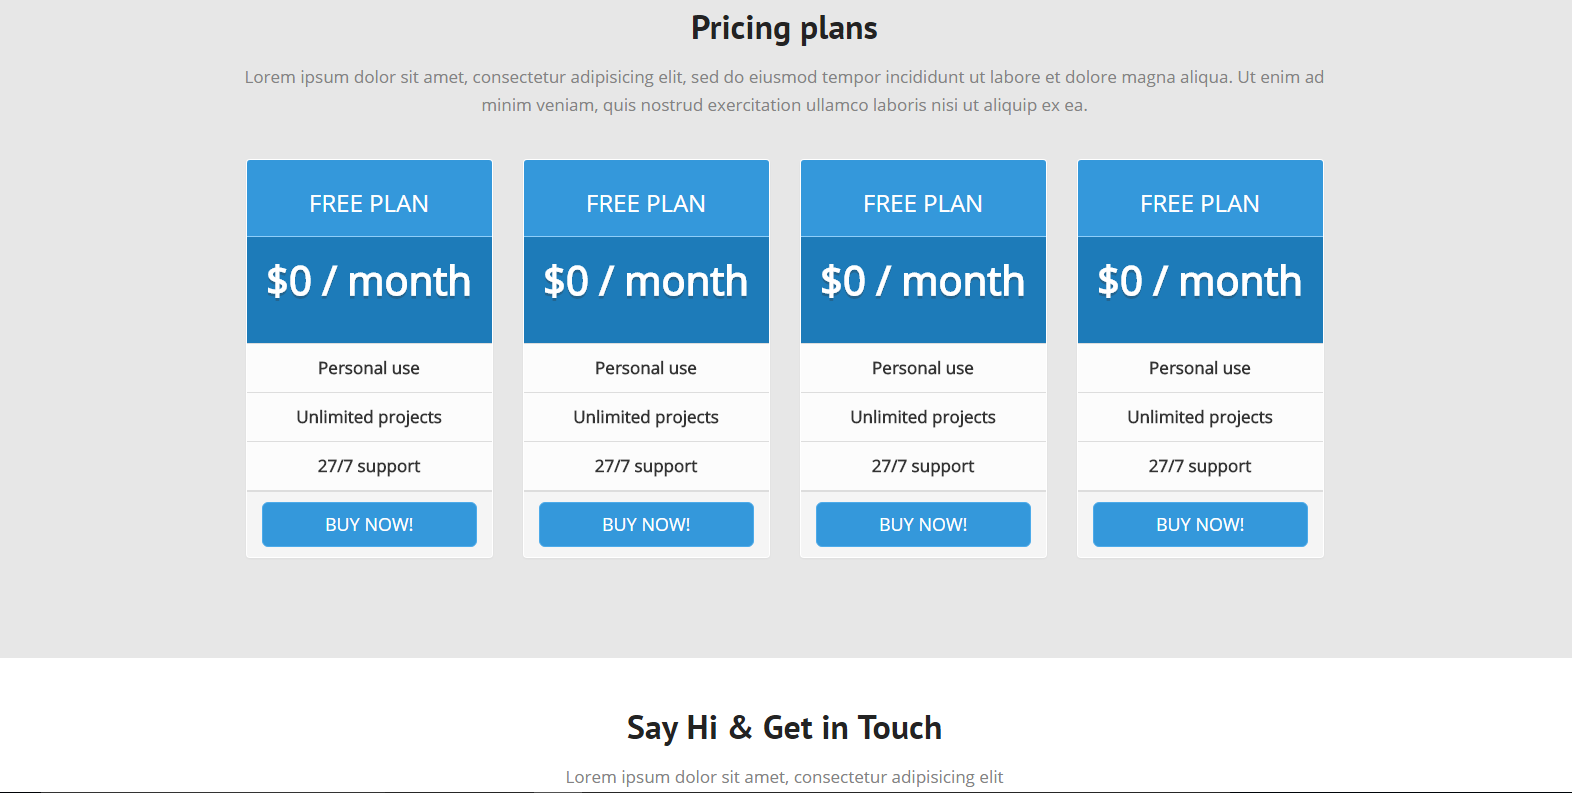 Pricing plans
Lorem ipsum dolor sit amet, consectetur adipisicing elit, sed do eiusmod tempor incididunt ut labore et dolore magna aliqua. Ut enim ad
minim veniam, quis nostrud exercitation ullamco laboris nisi ut aliquip ex ea.
FREE PLAN
$0 / month
Personal use
Unlimited projects
27/7 support
BUY NOW!
FREE PLAN
$0 / month
Personal use
Unlimited projects
27/7 support
BUY NOW!
FREE PLAN
$0 / month
Personal use
Unlimited projects
27/7 support
BUY NOW!
FREE PLAN
$0 / month
Personal use
Unlimited projects
27/7 support
BUY NOW!
Say Hi & Get in Touch
Lorem ipsum dolor sit amet, consectetur adipisicing elit